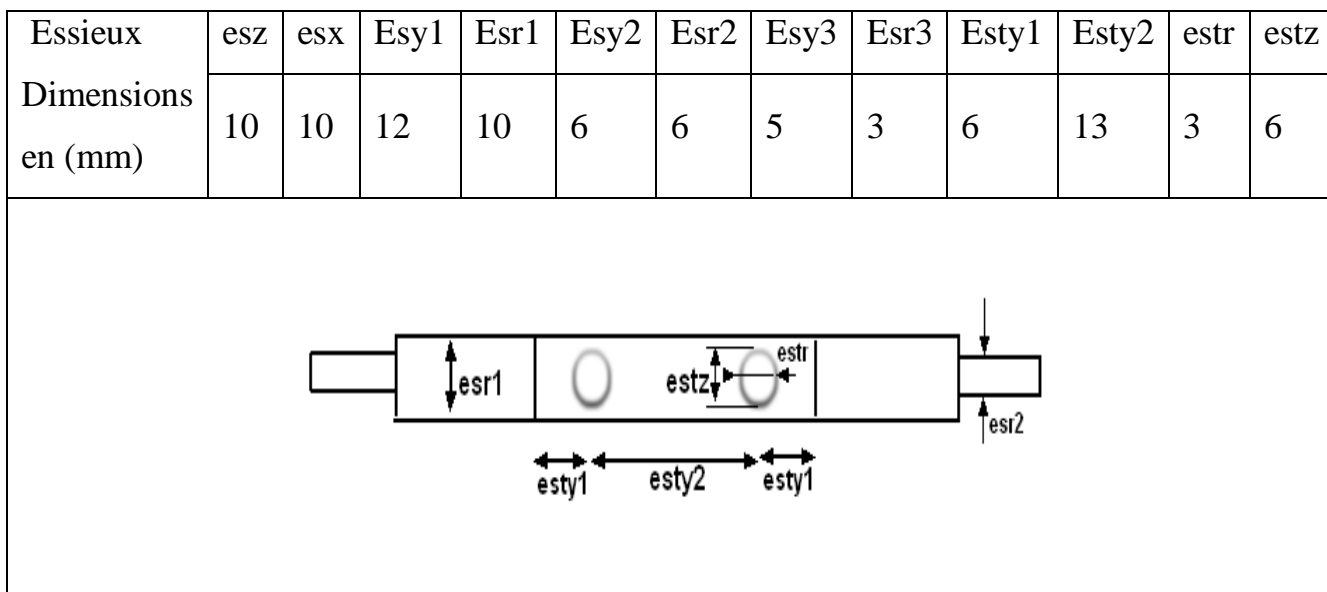 Essieux esz esx Esy1 Esr1 Esy2 Esr2 Esy3 Esr3 Esty1 Esty2 estr estz
Dimensions
en (mm) 10 10 12 10 6 6 5 3 6 13 3 6
estr
esr1 estz
esr2
esty1 esty2 esty1